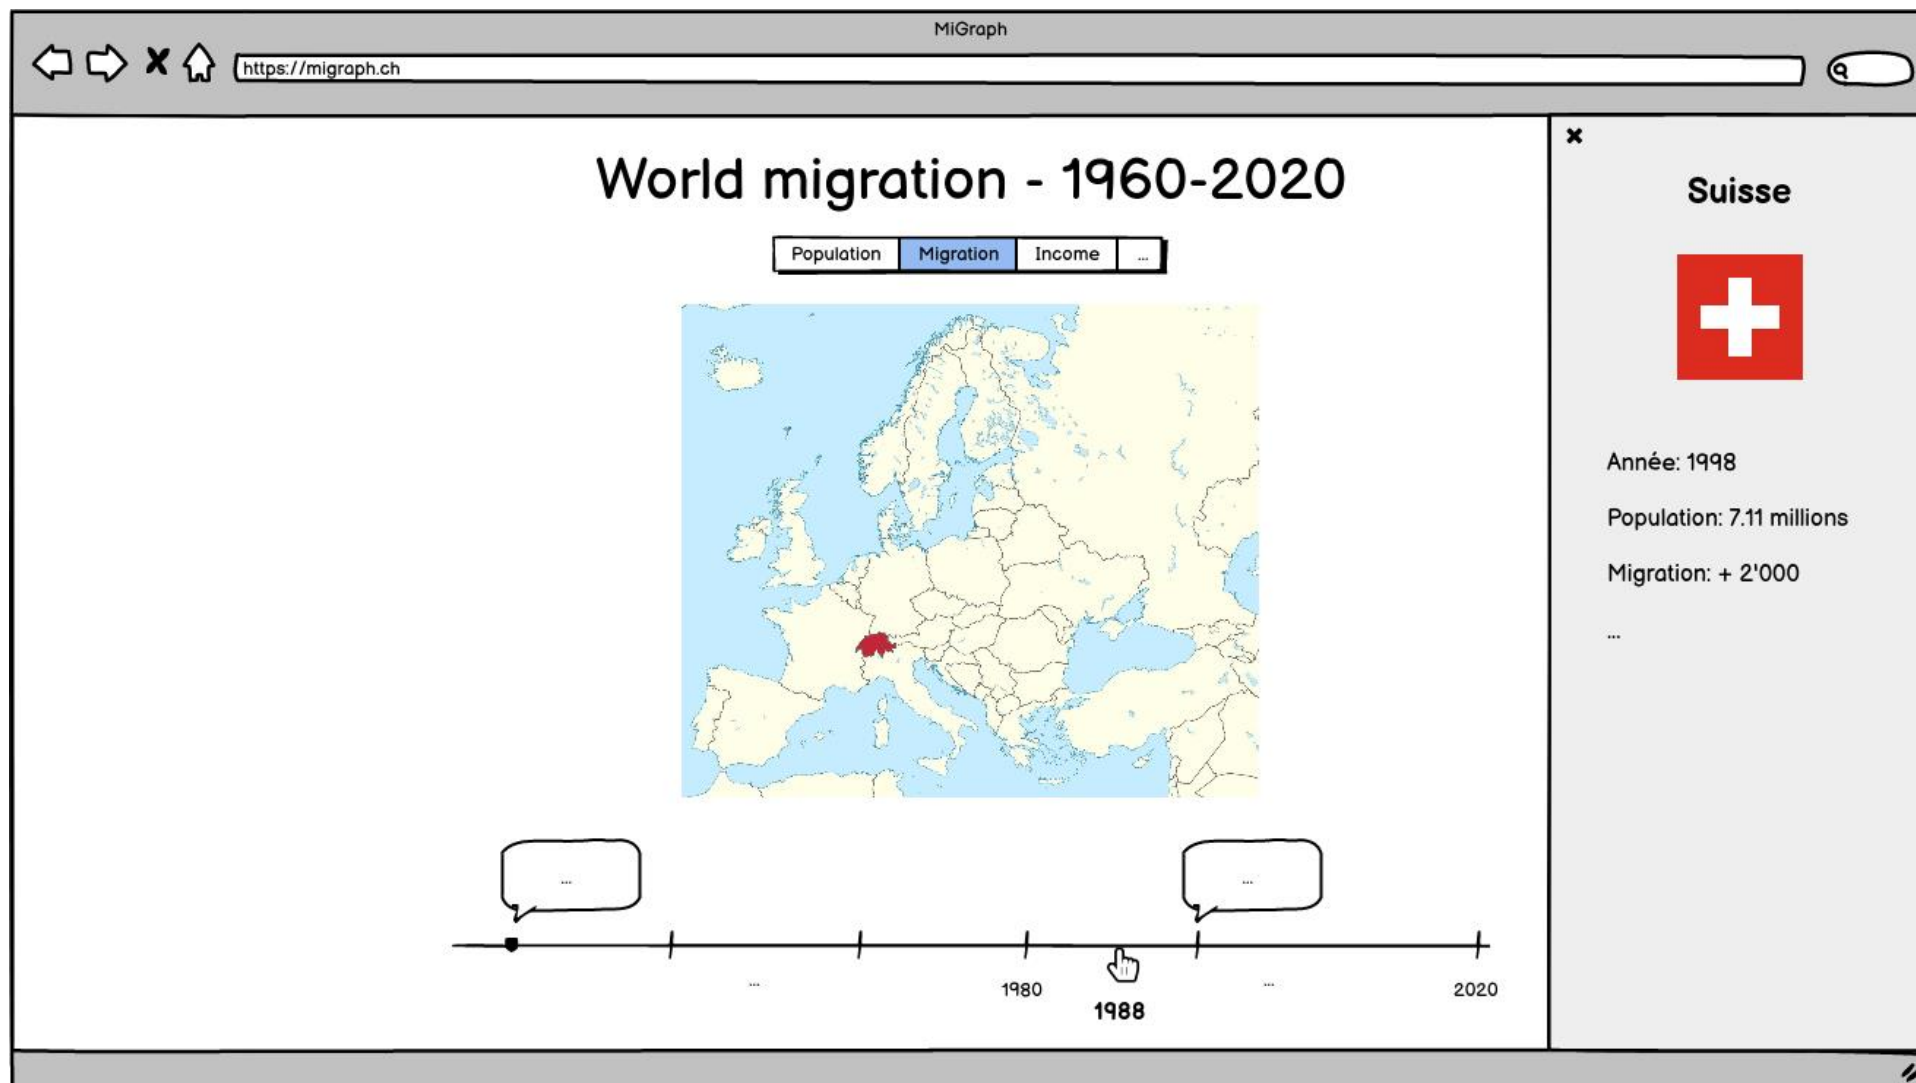 MiGraph
https://migraph.ch
World migration - 1960-2020
Population Migration Income ...
Suisse
Année: 1998
Population: 7.11 millions
Migration: + 2'000
...
... ...
... 1980 ... 2020
1988